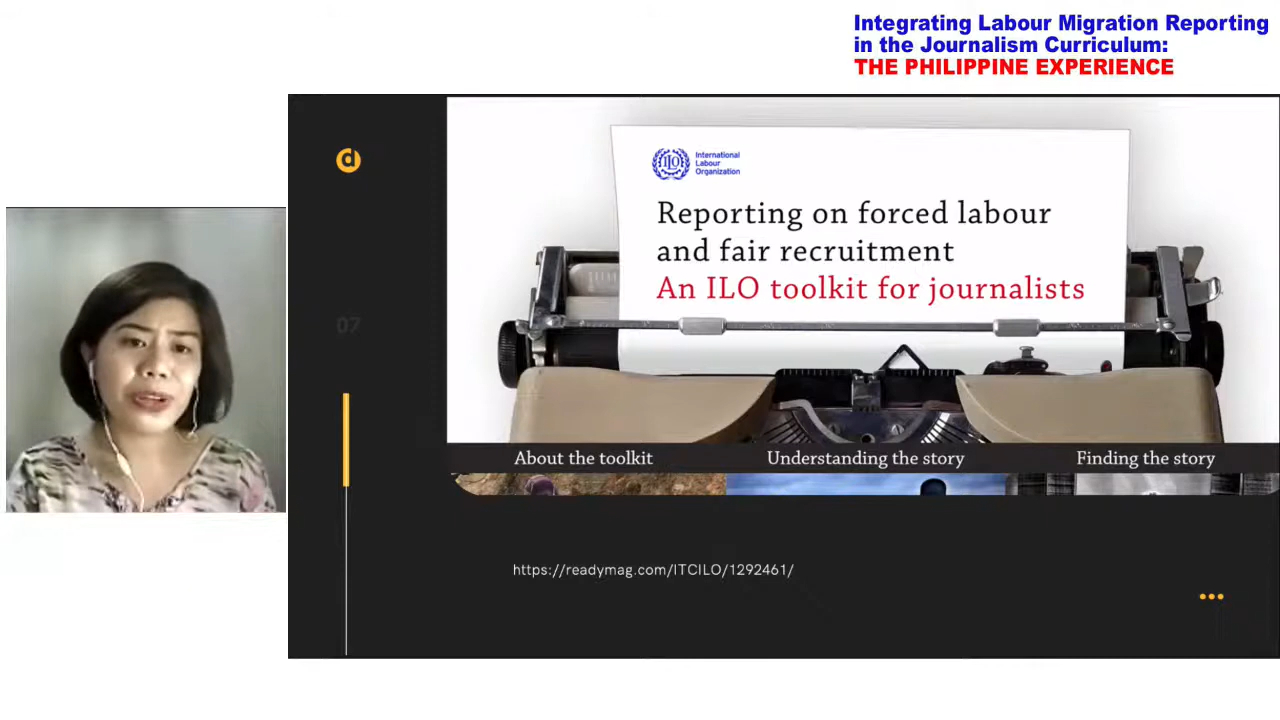 Integrating Labour Migration Reporting
in the Journalism Curriculum:
THE PHILIPPINE EXPERIENCE
ILO
International
Labour
Organization
Reporting on forced labour
and fair recruitment
An ILO toolkit for journalists
07
About the toolkit
Understanding the story
Finding the story
https://readymag.com/ITCILO/1292461/